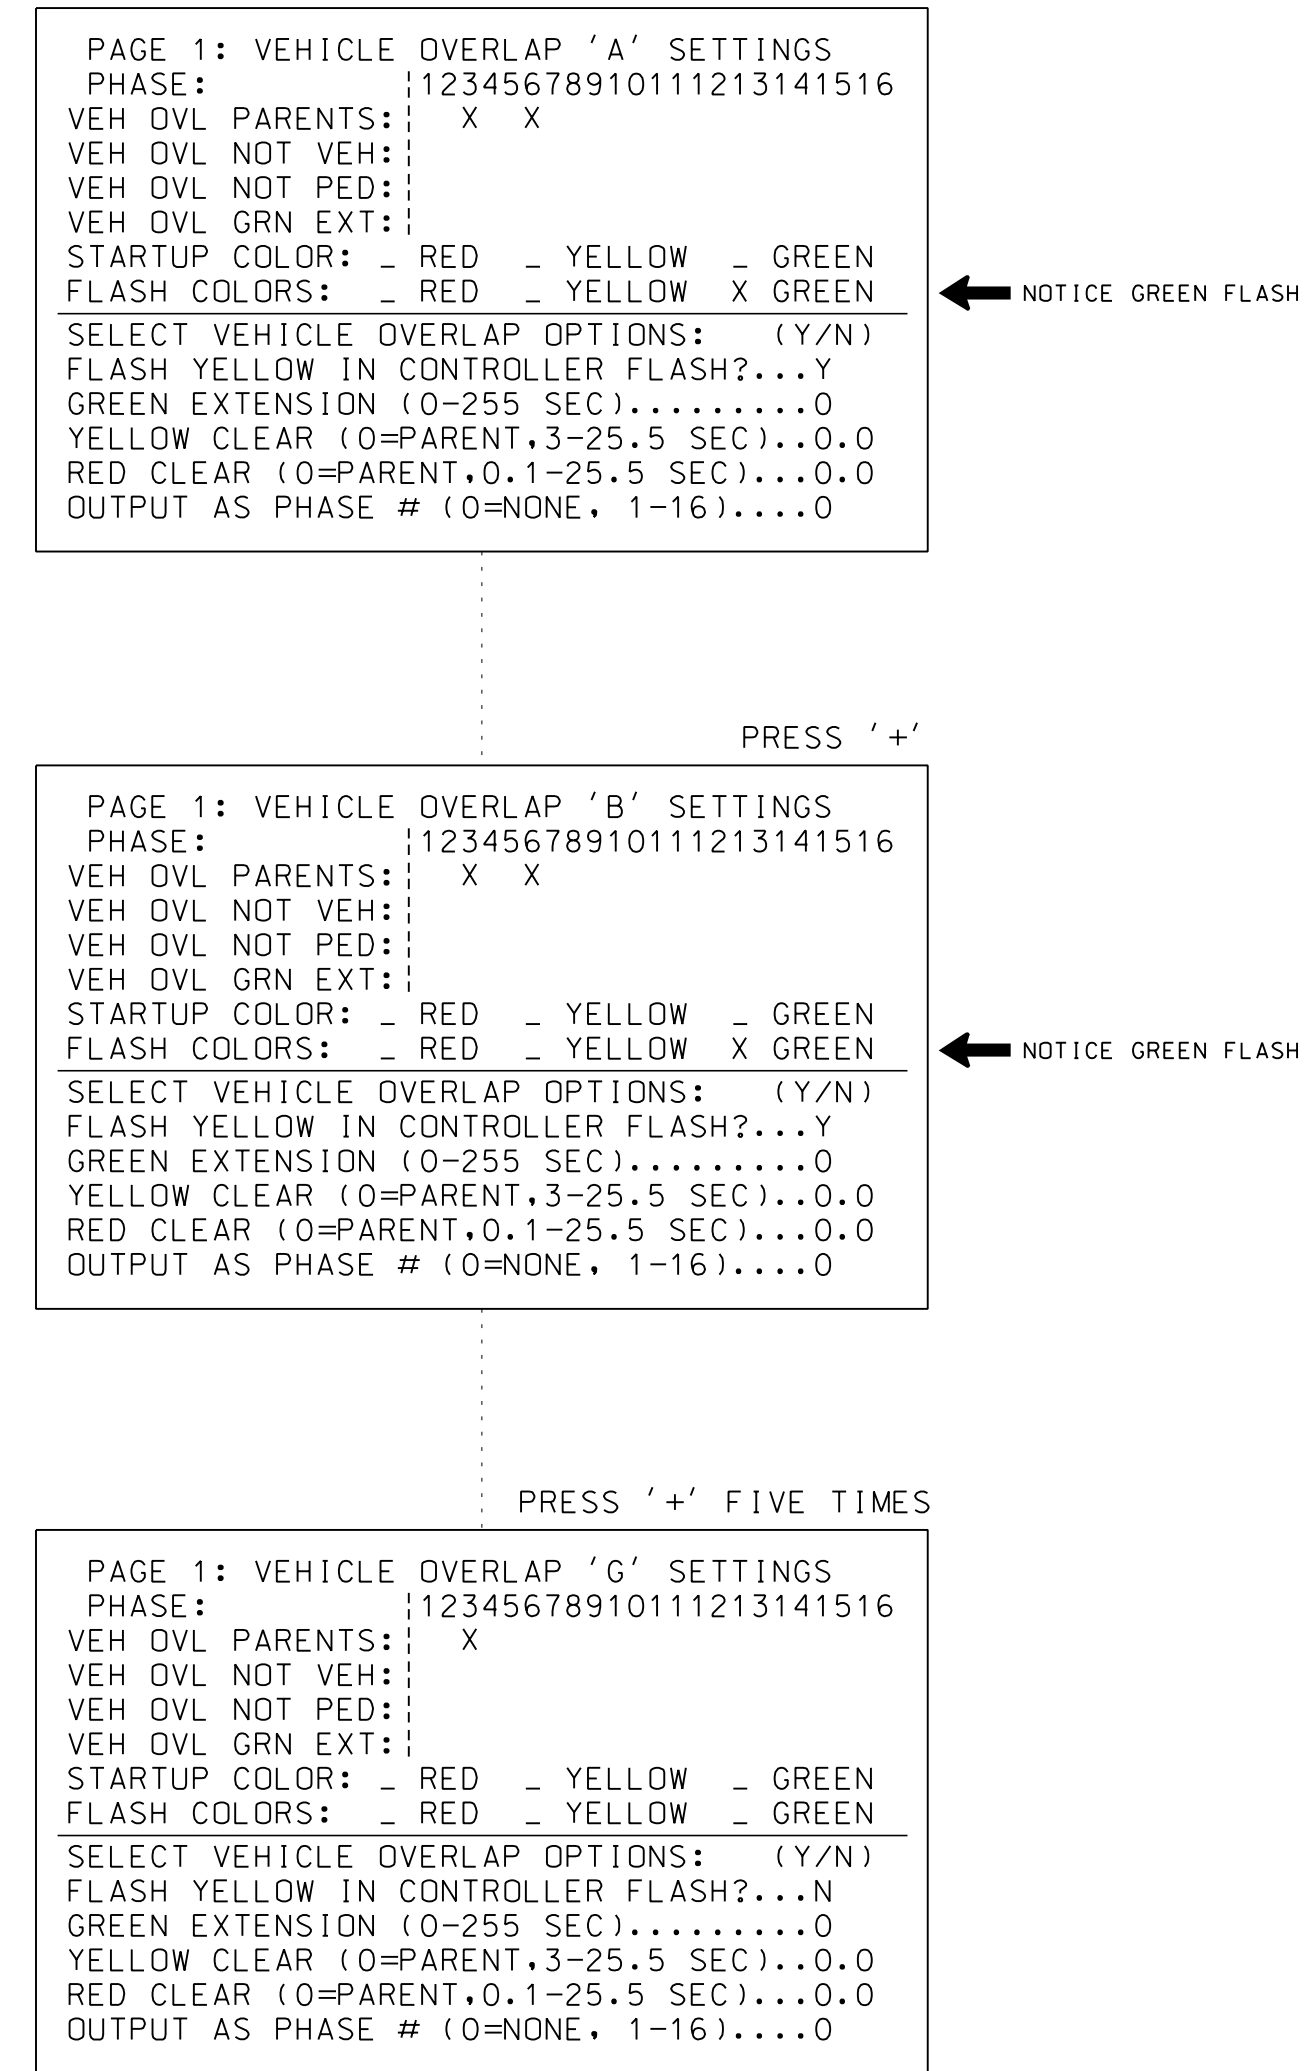 PAGE 1: VEHICLE OVERLAP 'A' SETTINGS
PHASE: |12345678910111213141516
VEH OVL PARENTS:| X X
VEH OVL NOT VEH:|
VEH OVL NOT PED:|
VEH OVL GRN EXT:|
STARTUP COLOR: _ RED _ YELLOW _ GREEN
FLASH COLORS: _ RED _ YELLOW X GREEN
NOTICE GREEN FLASH
SELECT VEHICLE OVERLAP OPTIONS: (Y/N)
FLASH YELLOW IN CONTROLLER FLASH?...Y
GREEN EXTENSION (0-255 SEC).........0
YELLOW CLEAR (0=PARENT,3-25.5 SEC)..0.0
RED CLEAR (0=PARENT,0.1-25.5 SEC)...0.0
OUTPUT AS PHASE # (0=NONE, 1-16)....0
PRESS '+'
PAGE 1: VEHICLE OVERLAP 'B' SETTINGS
PHASE: |12345678910111213141516
VEH OVL PARENTS:| X X
VEH OVL NOT VEH:|
VEH OVL NOT PED:|
VEH OVL GRN EXT:|
STARTUP COLOR: _ RED _ YELLOW _ GREEN
FLASH COLORS: _ RED _ YELLOW X GREEN
NOTICE GREEN FLASH
SELECT VEHICLE OVERLAP OPTIONS: (Y/N)
FLASH YELLOW IN CONTROLLER FLASH?...Y
GREEN EXTENSION (0-255 SEC).........0
YELLOW CLEAR (0=PARENT,3-25.5 SEC)..0.0
RED CLEAR (0=PARENT,0.1-25.5 SEC)...0.0
OUTPUT AS PHASE # (0=NONE, 1-16)....0
PRESS '+' FIVE TIMES
PAGE 1: VEHICLE OVERLAP 'G' SETTINGS
PHASE: |12345678910111213141516
VEH OVL PARENTS:| X
VEH OVL NOT VEH:|
VEH OVL NOT PED:|
VEH OVL GRN EXT:|
STARTUP COLOR: _ RED _ YELLOW _ GREEN
FLASH COLORS: _ RED _ YELLOW _ GREEN
SELECT VEHICLE OVERLAP OPTIONS: (Y/N)
FLASH YELLOW IN CONTROLLER FLASH?...N
GREEN EXTENSION (0-255 SEC).........0
YELLOW CLEAR (0=PARENT,3-25.5 SEC)..0.0
RED CLEAR (0=PARENT,0.1-25.5 SEC)...0.0
OUTPUT AS PHASE # (0=NONE, 1-16)....0